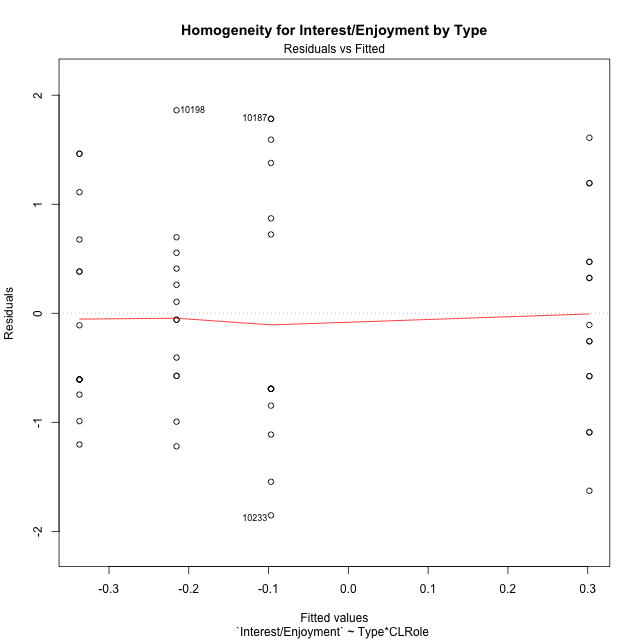 Homogeneity for Interest/Enjoyment by Type
Residuals vs Fitted
10198
10187
10233
2
1
0
-1
-2
Residuals
-0.3 -0.2 -0.1 0.0 0.1 0.2 0.3
Fitted values
`Interest/Enjoyment` ~ Type*CLRole